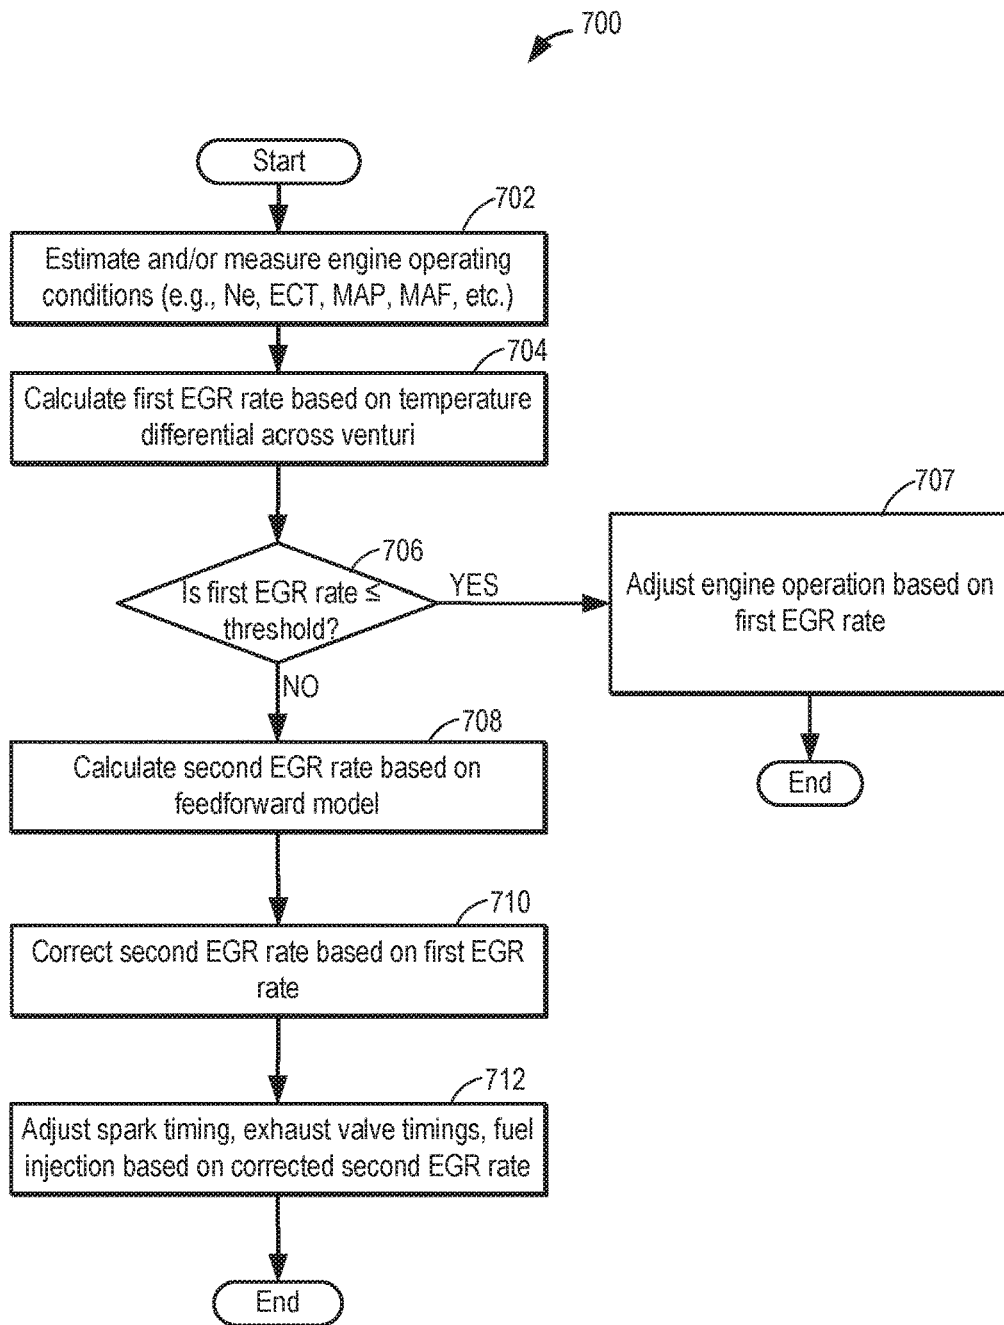 700
Start
702
Estimate and/or measure engine operating
conditions (e.g., Ne, ECT, MAP, MAF, etc.)
704
Calculate first EGR rate based on temperature
differential across venturi
706
Is first EGR rate ≤
threshold?
YES
707
Adjust engine operation based on
first EGR rate
End
NO
708
Calculate second EGR rate based on
feedforward model
710
Correct second EGR rate based on first EGR
rate
712
Adjust spark timing, exhaust valve timings, fuel
injection based on corrected second EGR rate
End